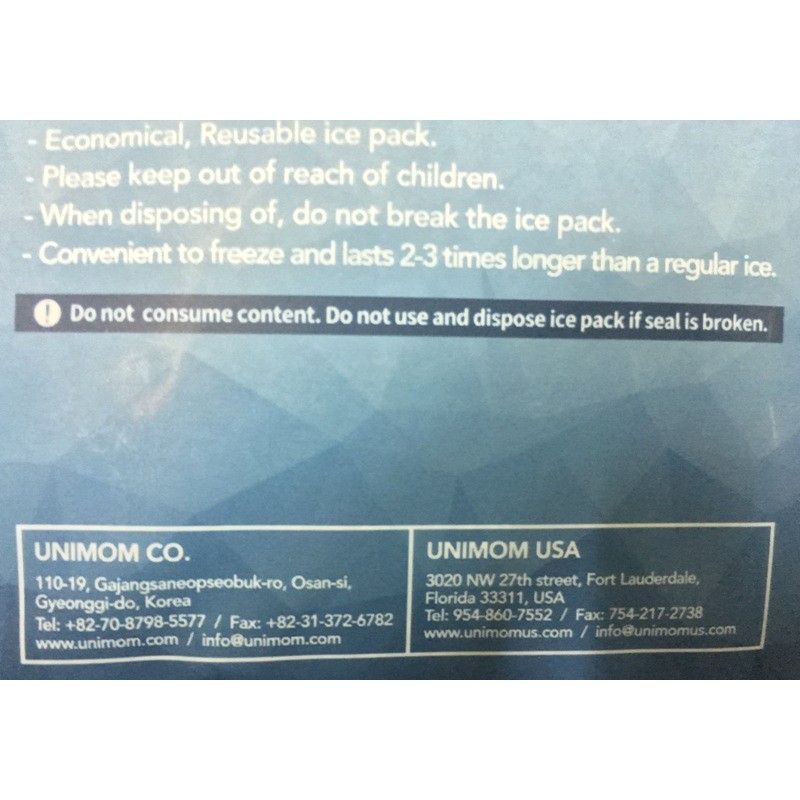 - Economical, Reusable ice pack.
- Please keep out of reach of children.
- When disposing of, do not break the ice pack.
- Convenient to freeze and lasts 2-3 times longer than a regular ice.
! Do not consume content. Do not use and dispose ice pack if seal is broken.
UNIMOM CO.
110-19, Gajangsaneopseobuk-ro, Osan-si,
Gyeonggi-do, Korea
Tel: +82-70-8798-5577 / Fax: +82-31-372-6782
www.unimom.com / info@unimom.com
UNIMOM USA
3020 NW 27th street, Fort Lauderdale,
Florida 33311, USA
Tel: 954-860-7552 / Fax: 754-217-2738
www.unimomus.com / info@unimomus.com